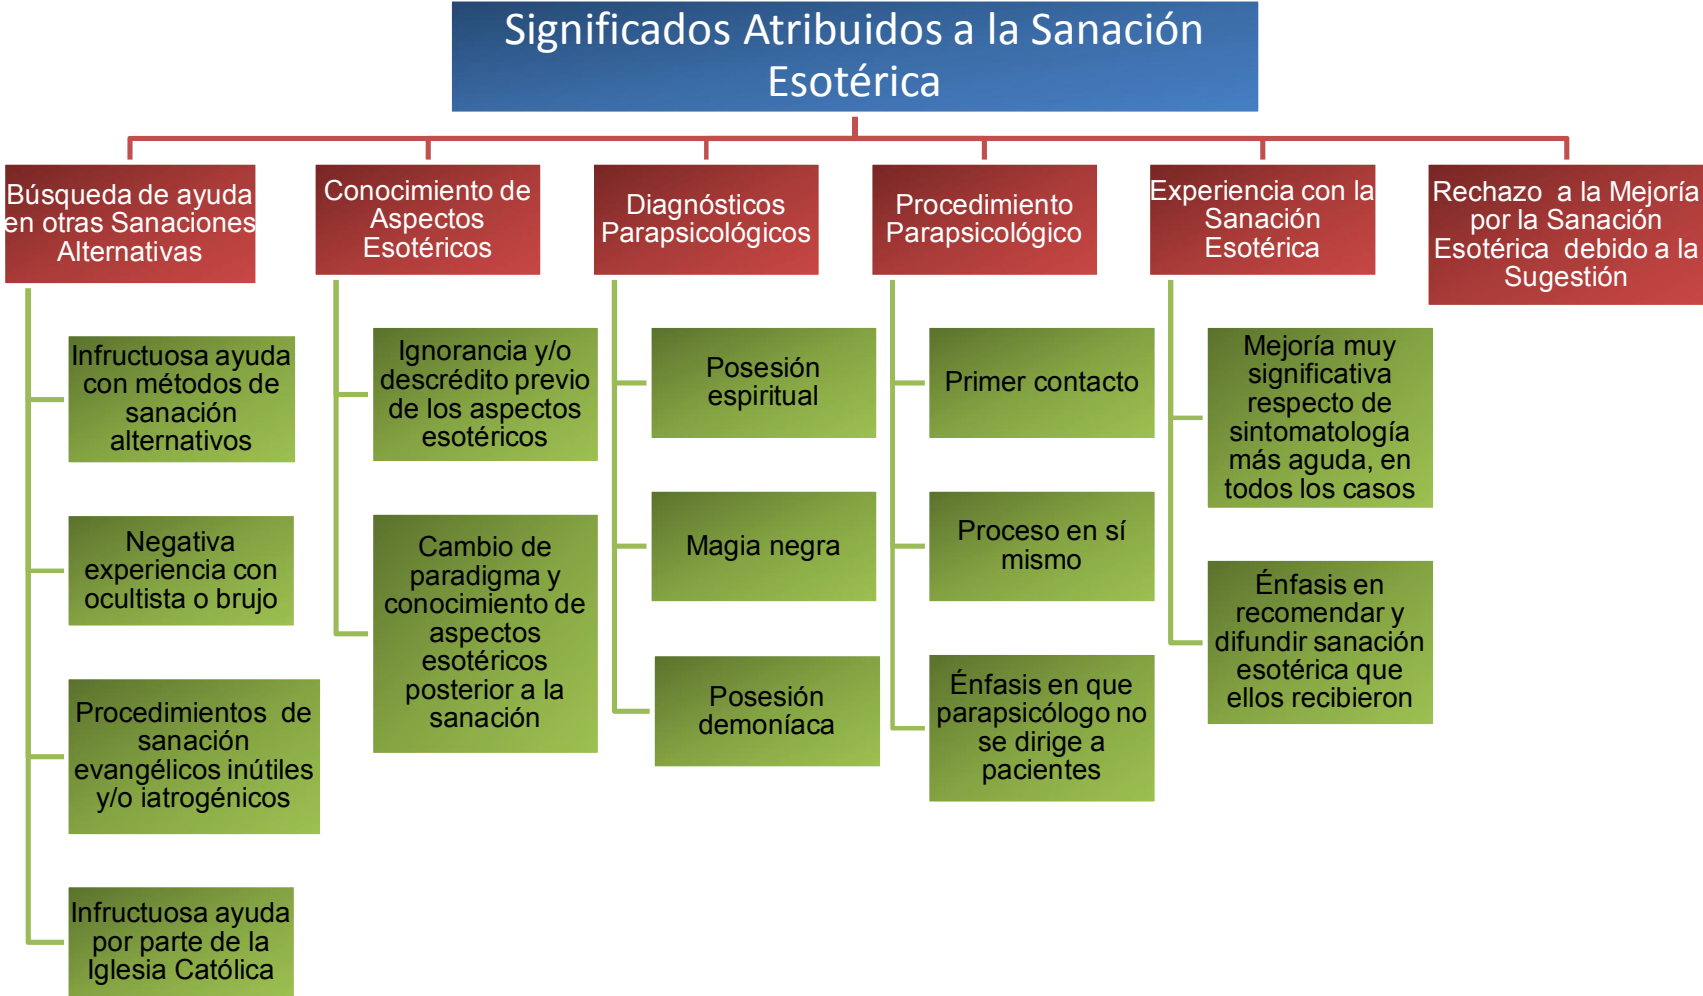 Significados Atribuidos a la Sanación
Esotérica
Búsqueda de ayuda
en otras Sanaciones
Alternativas
Infructuosa ayuda
con métodos de
sanación
alternativos
Negativa
experiencia con
ocultista o brujo
Procedimientos de
sanación
evangélicos inútiles
y/o iatrogénicos
Infructuosa ayuda
por parte de la
Iglesia Católica
Conocimiento de
Aspectos
Esotéricos
Ignorancia y/o
descrédito previo
de los aspectos
esotéricos
Cambio de
paradigma y
conocimiento de
aspectos
esotéricos
posterior a la
sanación
Diagnósticos
Parapsicológicos
Posesión
espiritual
Magia negra
Posesión
demoníaca
Procedimiento
Parapsicológico
Primer contacto
Proceso en sí
mismo
Énfasis en que
parapsicólogo no
se dirige a
pacientes
Experiencia con la
Sanación
Esotérica
Mejoría muy
significativa
respecto de
sintomatología
más aguda, en
todos los casos
Énfasis en
recomendar y
difundir sanación
esotérica que
ellos recibieron
Rechazo a la Mejoría
por la Sanación
Esotérica debido a la
Sugestión